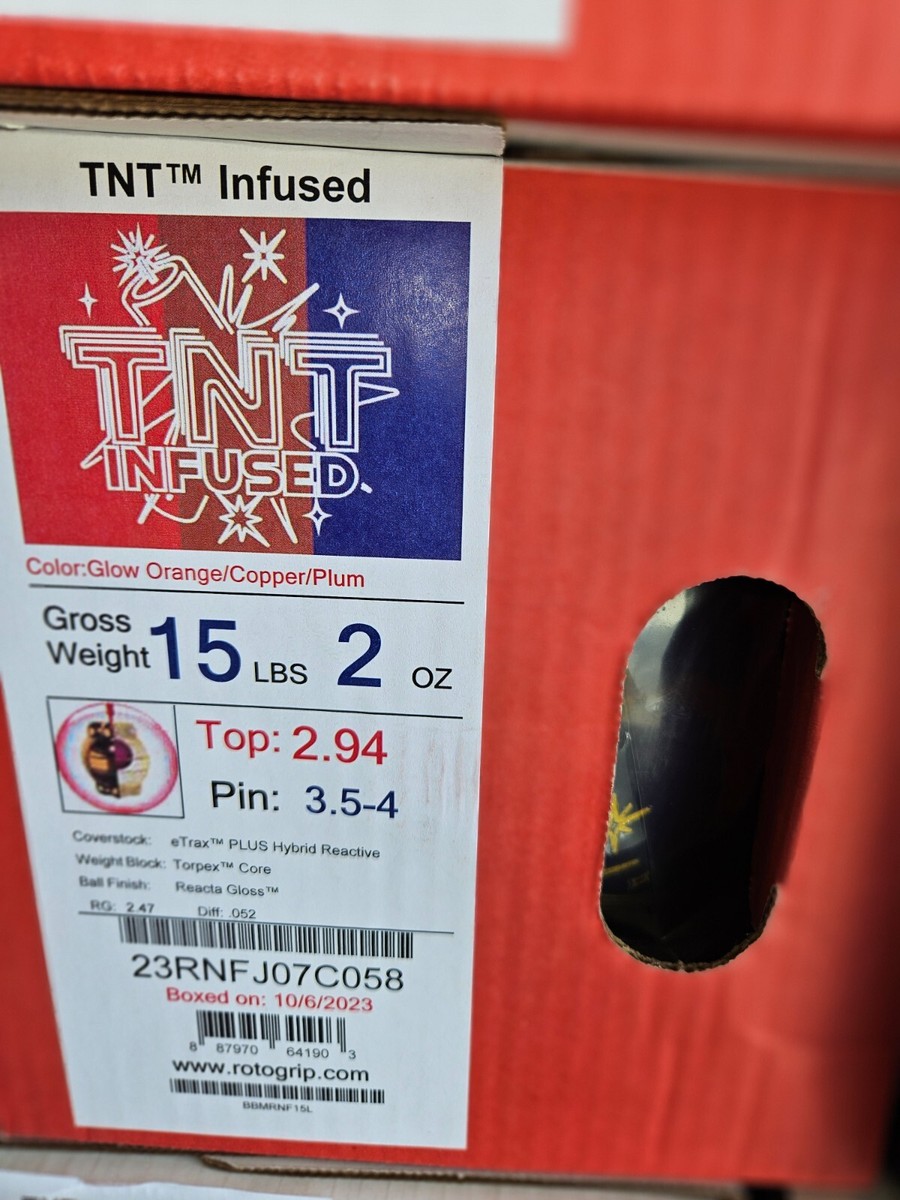 TNT™ Infused
TNT
INFUSED
Color:Glow Orange/Copper/Plum
Gross Weight 15 LBS 2 OZ
Top: 2.94
Pin: 3.5-4
Coverstock: eTrax™ PLUS Hybrid Reactive
Weight Block: Torpex™ Core
Ball Finish: Reacta Gloss™
RG: 2.47 Diff: .052
23RNFJ07C058
Boxed on: 10/6/2023
8 87970 64190 3
www.rotogrip.com
BBMRNF15L